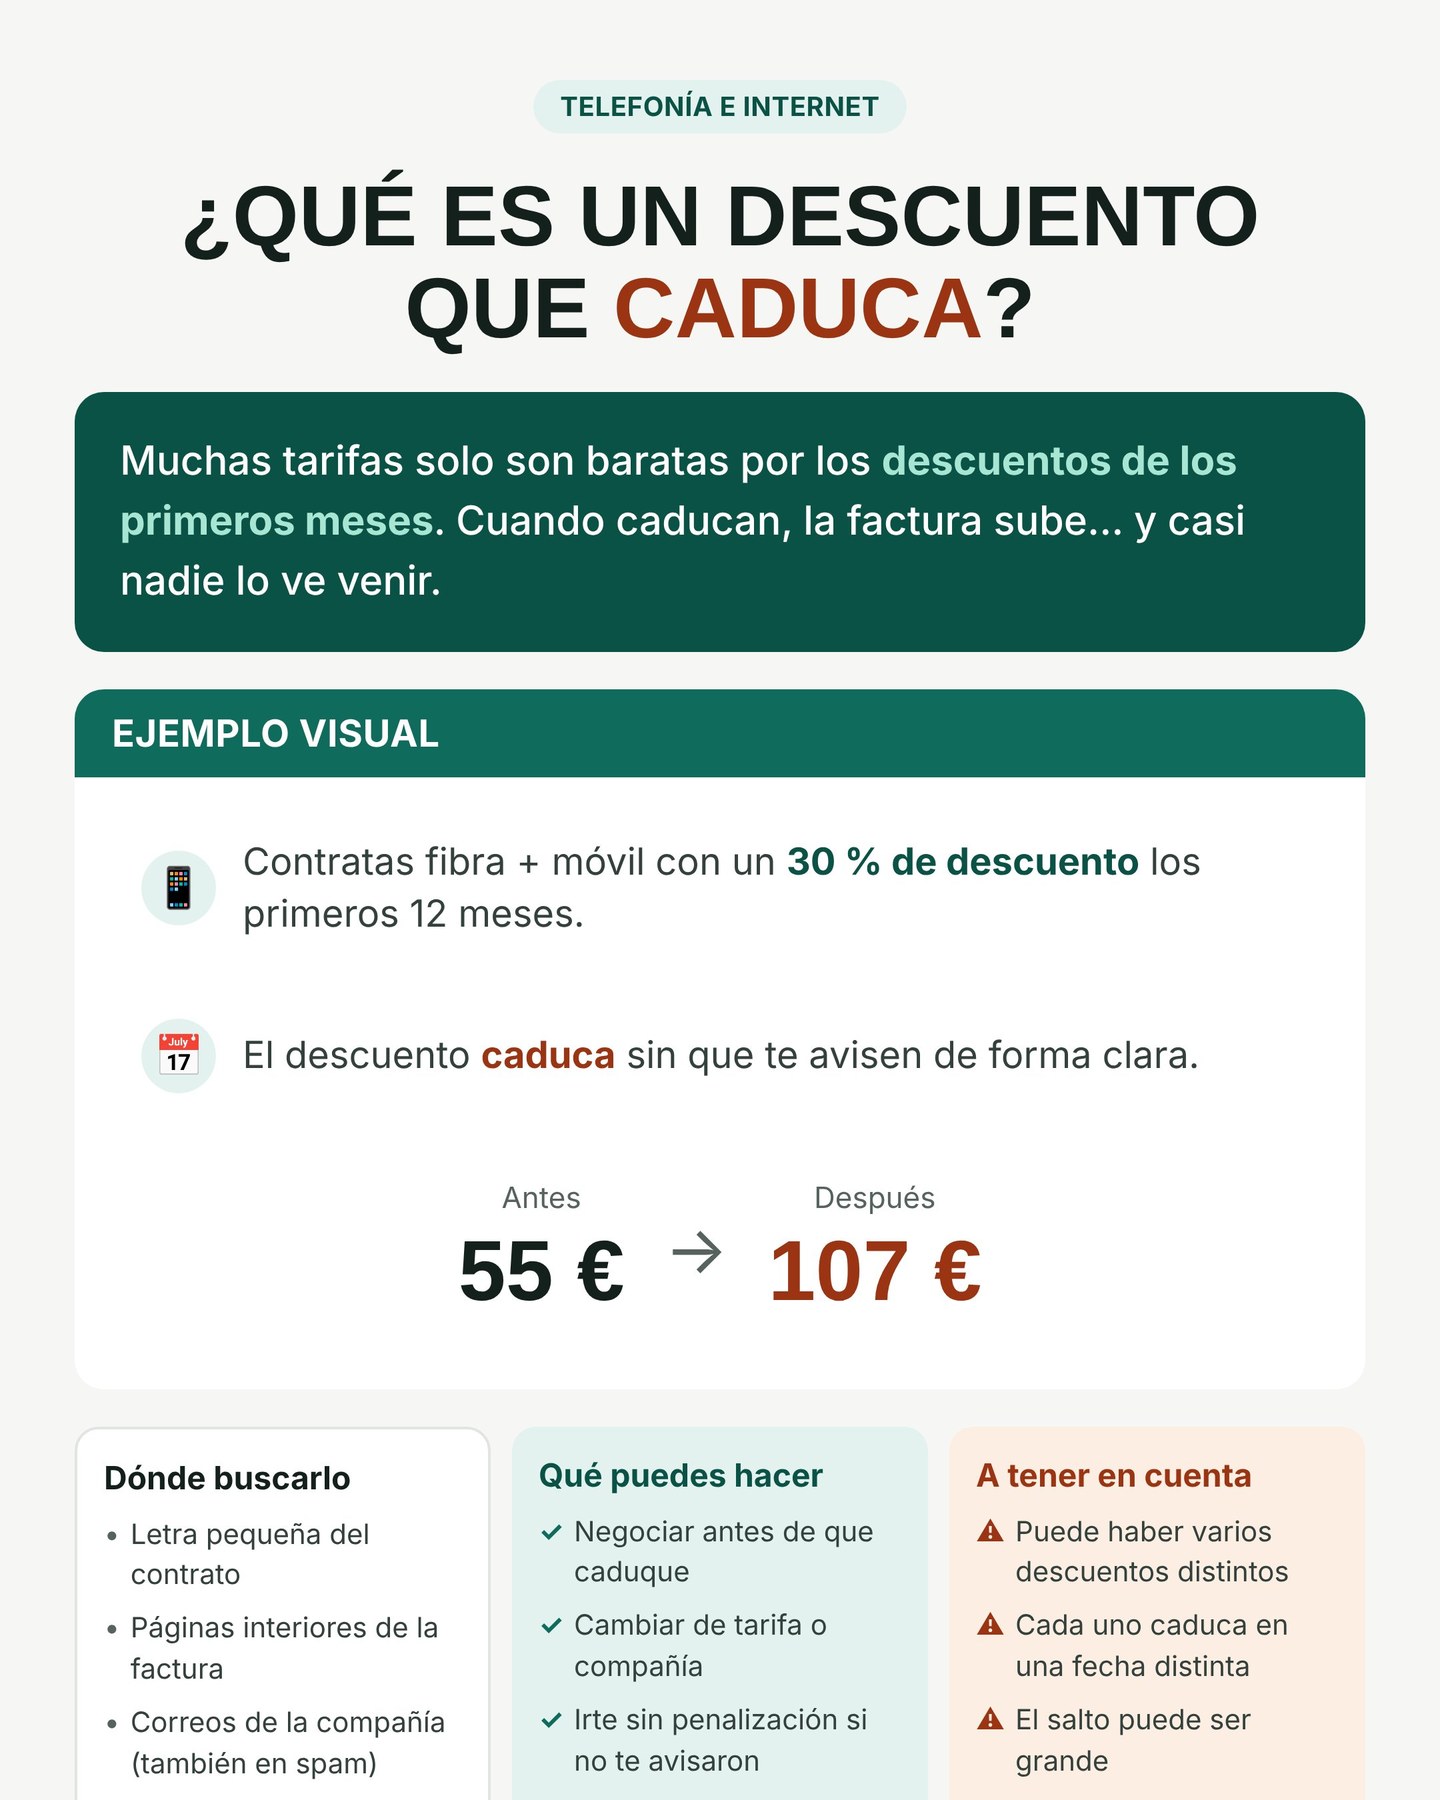 TELEFONÍA E INTERNET
¿QUÉ ES UN DESCUENTO
QUE CADUCA?
Muchas tarifas solo son baratas por los descuentos de los
primeros meses. Cuando caducan, la factura sube... y casi
nadie lo ve venir.
EJEMPLO VISUAL
Contratas fibra + móvil con un 30 % de descuento los
primeros 12 meses.
July
17
El descuento caduca sin que te avisen de forma clara.
Antes
55 €
→
Después
107 €
Dónde buscarlo
• Letra pequeña del
contrato
• Páginas interiores de la
factura
• Correos de la compañía
(también en spam)
Qué puedes hacer
✓ Negociar antes de que
caduque
✓ Cambiar de tarifa o
compañía
✓ Irte sin penalización si
no te avisaron
A tener en cuenta
⚠ Puede haber varios
descuentos distintos
⚠ Cada uno caduca en
una fecha distinta
⚠ El salto puede ser
grande